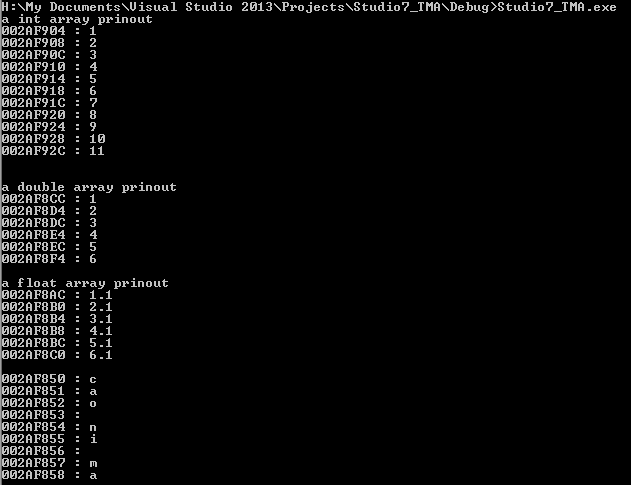 H:\My Documents\Visual Studio 2013\Projects\Studio7_TMA\Debug>Studio7_TMA.exe
a int array prinout
002AF904 : 1
002AF908 : 2
002AF90C : 3
002AF910 : 4
002AF914 : 5
002AF918 : 6
002AF91C : 7
002AF920 : 8
002AF924 : 9
002AF928 : 10
002AF92C : 11
a double array prinout
002AF8CC : 1
002AF8D4 : 2
002AF8DC : 3
002AF8E4 : 4
002AF8EC : 5
002AF8F4 : 6
a float array prinout
002AF8AC : 1.1
002AF8B0 : 2.1
002AF8B4 : 3.1
002AF8B8 : 4.1
002AF8BC : 5.1
002AF8C0 : 6.1
002AF850 : c
002AF851 : a
002AF852 : o
002AF853 :
002AF854 : n
002AF855 : i
002AF856 :
002AF857 : m
002AF858 : a